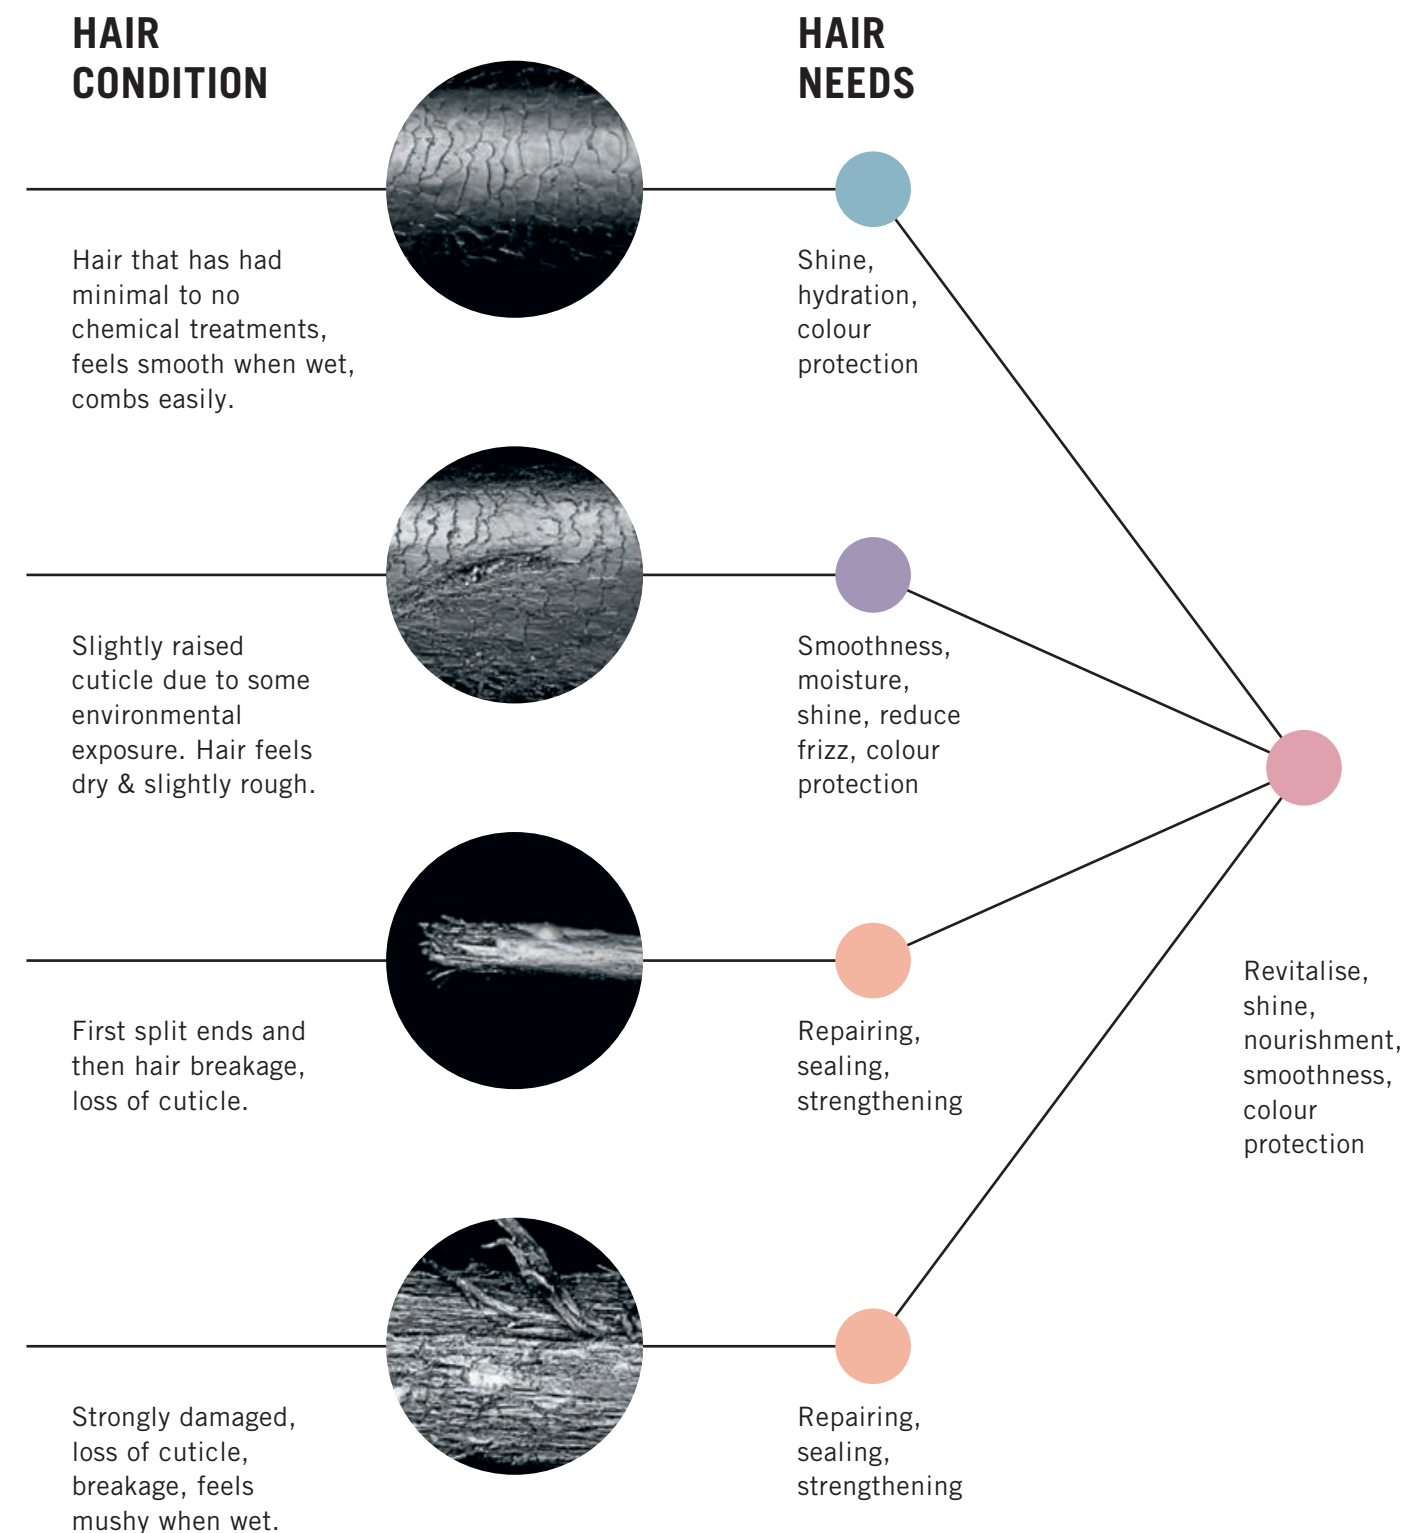 HAIR
CONDITION
HAIR
NEEDS
Hair that has had
minimal to no
chemical treatments,
feels smooth when wet,
combs easily.
Shine,
hydration,
colour
protection
Slightly raised
cuticle due to some
environmental
exposure. Hair feels
dry & slightly rough.
Smoothness,
moisture,
shine, reduce
frizz, colour
protection
First split ends and
then hair breakage,
loss of cuticle.
Repairing,
sealing,
strengthening
Revitalise,
shine,
nourishment,
smoothness,
colour
protection
Strongly damaged,
loss of cuticle,
breakage, feels
mushy when wet.
Repairing,
sealing,
strengthening